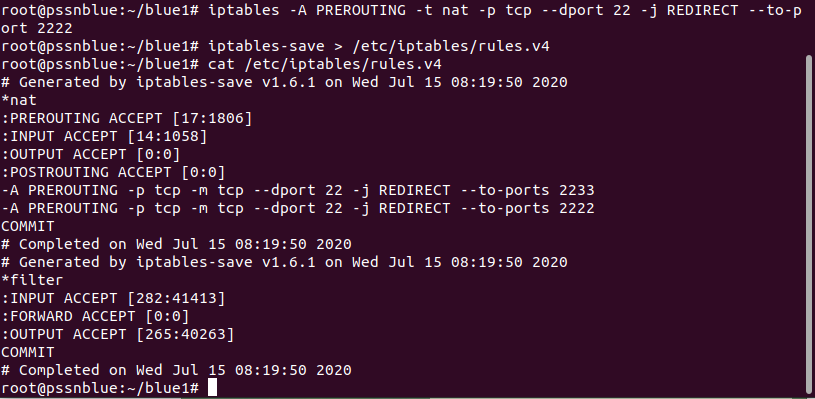 root@pssnblue:~/blue1# iptables -A PREROUTING -t nat -p tcp --dport 22 -j REDIRECT --to-p
ort 2222
root@pssnblue:~/blue1# iptables-save > /etc/iptables/rules.v4
root@pssnblue:~/blue1# cat /etc/iptables/rules.v4
# Generated by iptables-save v1.6.1 on Wed Jul 15 08:19:50 2020
*nat
:PREROUTING ACCEPT [17:1806]
:INPUT ACCEPT [14:1058]
:OUTPUT ACCEPT [0:0]
:POSTROUTING ACCEPT [0:0]
-A PREROUTING -p tcp -m tcp --dport 22 -j REDIRECT --to-ports 2233
-A PREROUTING -p tcp -m tcp --dport 22 -j REDIRECT --to-ports 2222
COMMIT
# Completed on Wed Jul 15 08:19:50 2020
# Generated by iptables-save v1.6.1 on Wed Jul 15 08:19:50 2020
*filter
:INPUT ACCEPT [282:41413]
:FORWARD ACCEPT [0:0]
:OUTPUT ACCEPT [265:40263]
COMMIT
# Completed on Wed Jul 15 08:19:50 2020
root@pssnblue:~/blue1#